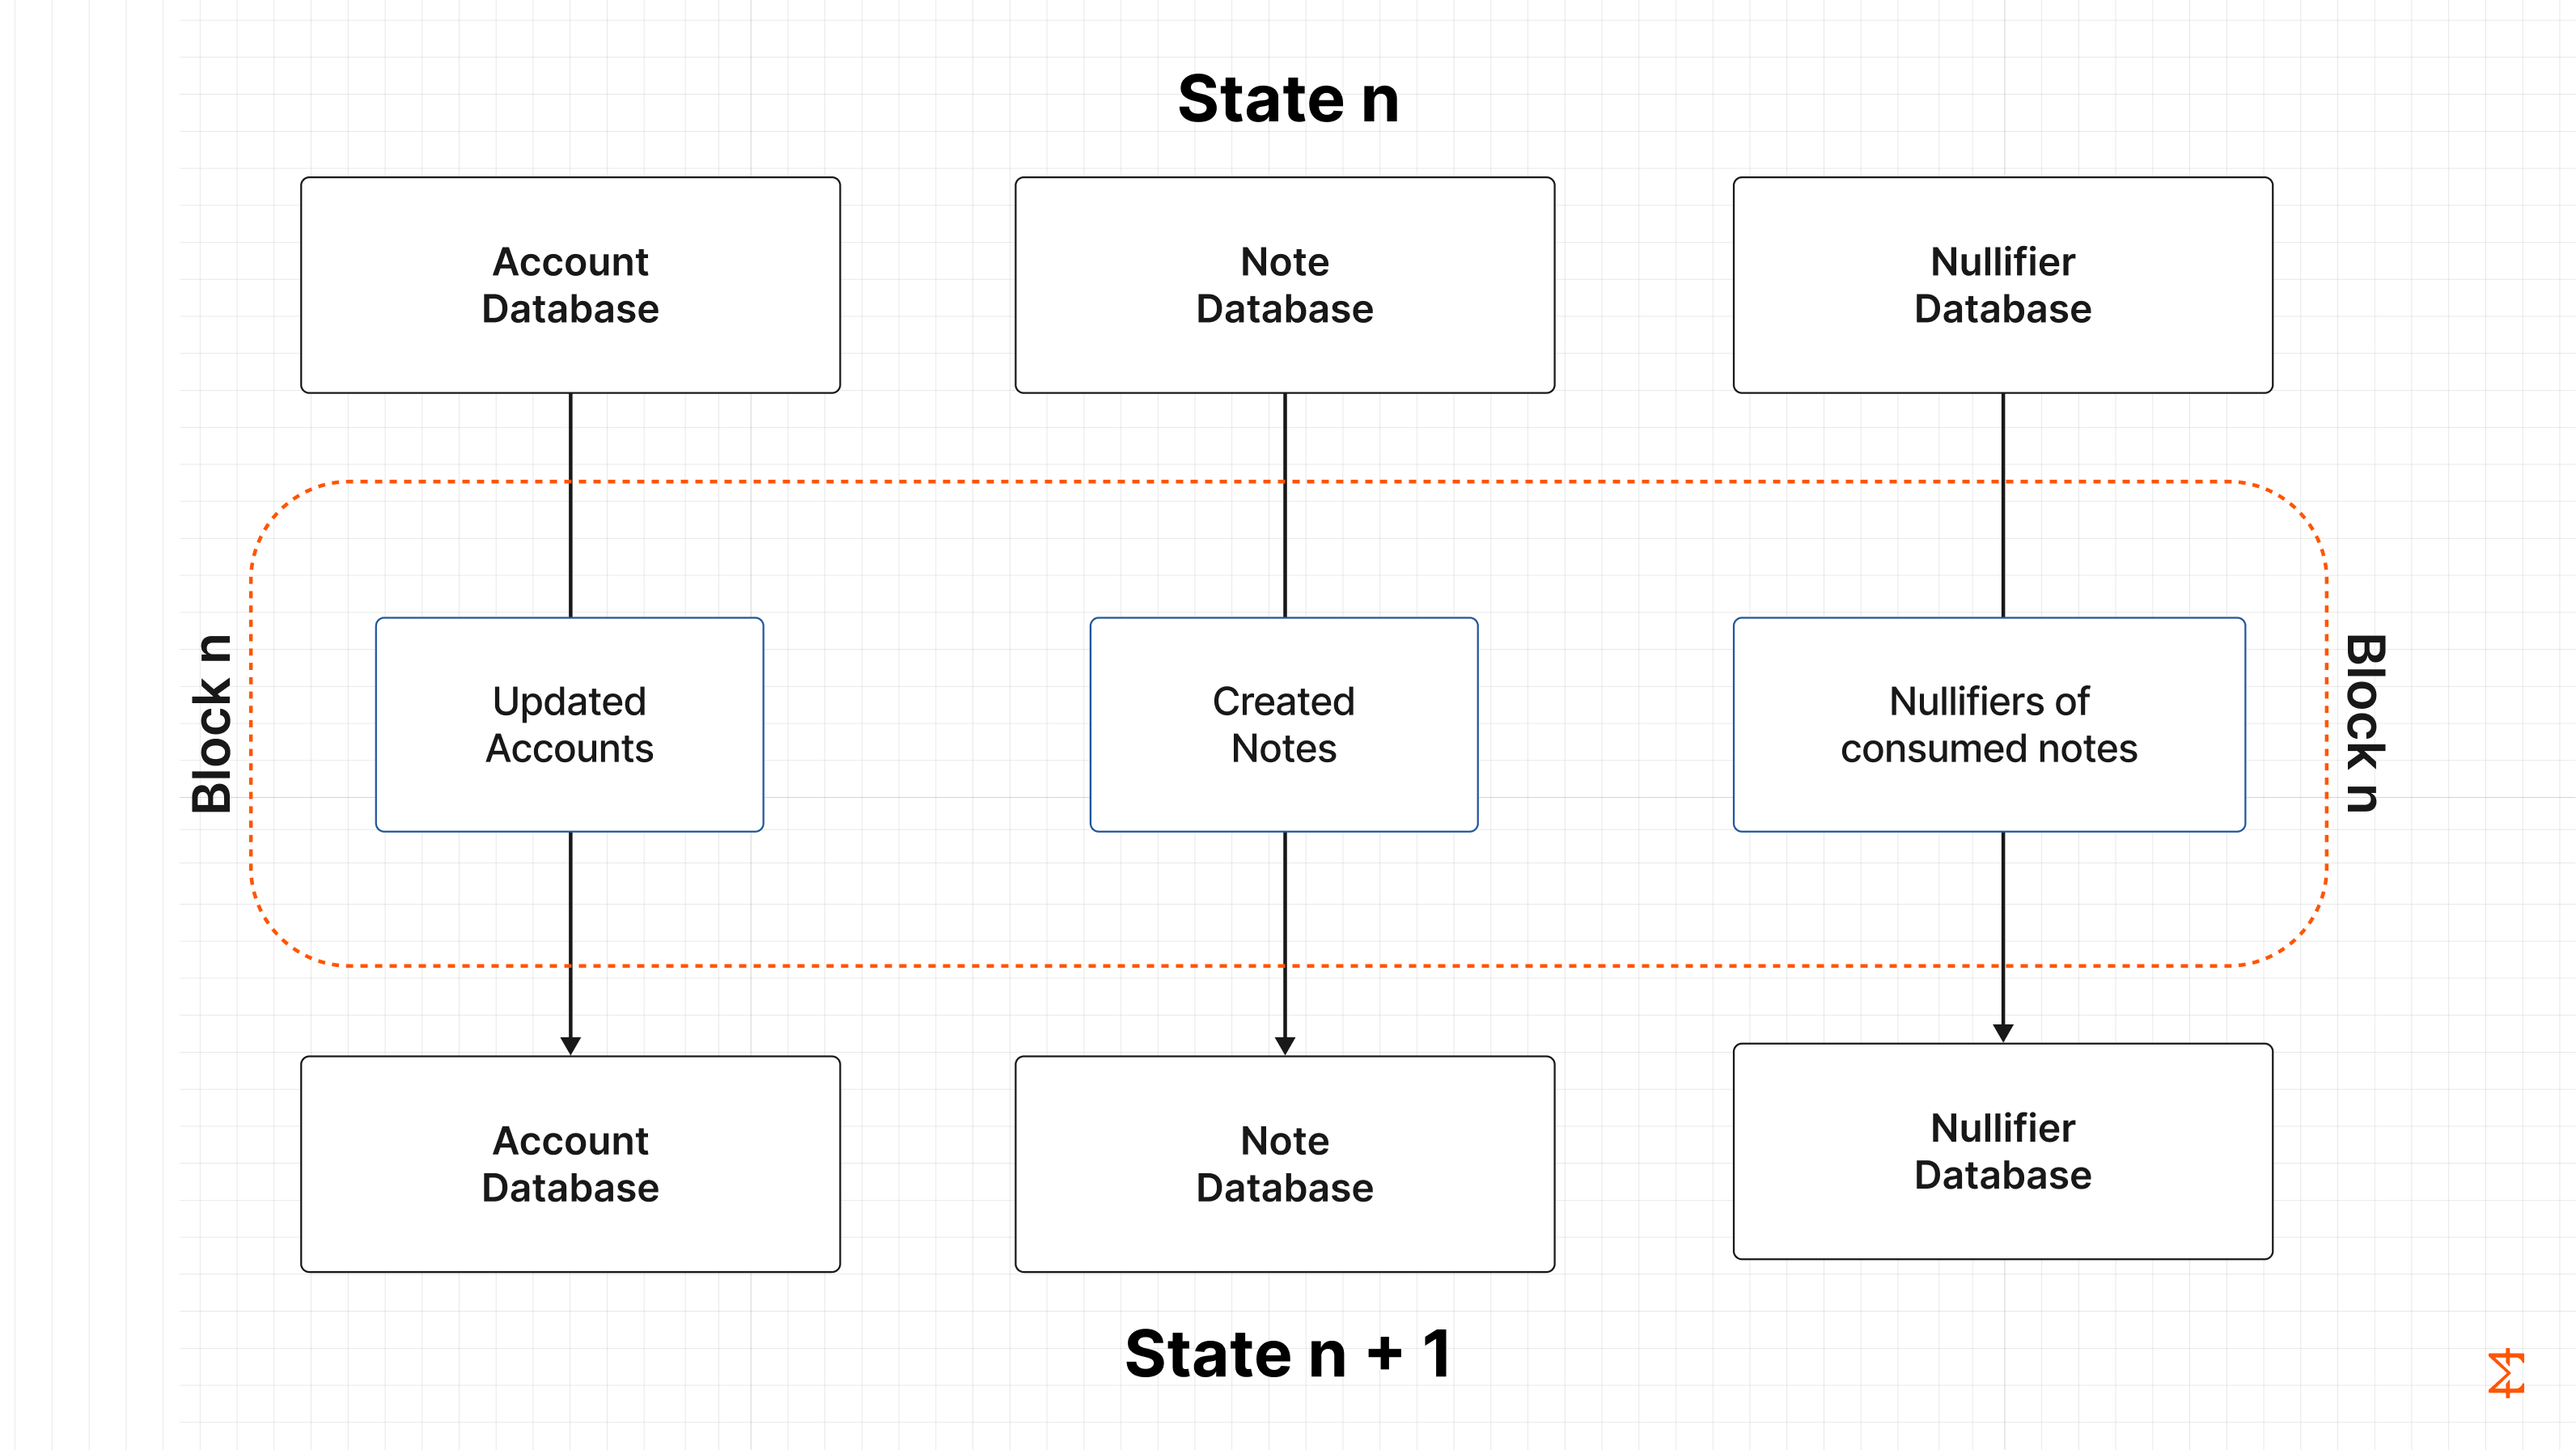 State n
Account
Database
Note
Database
Nullifier
Database
Block n
Updated
Accounts
Created
Notes
Nullifiers of
consumed notes
Block n
Account
Database
Note
Database
Nullifier
Database
State n + 1